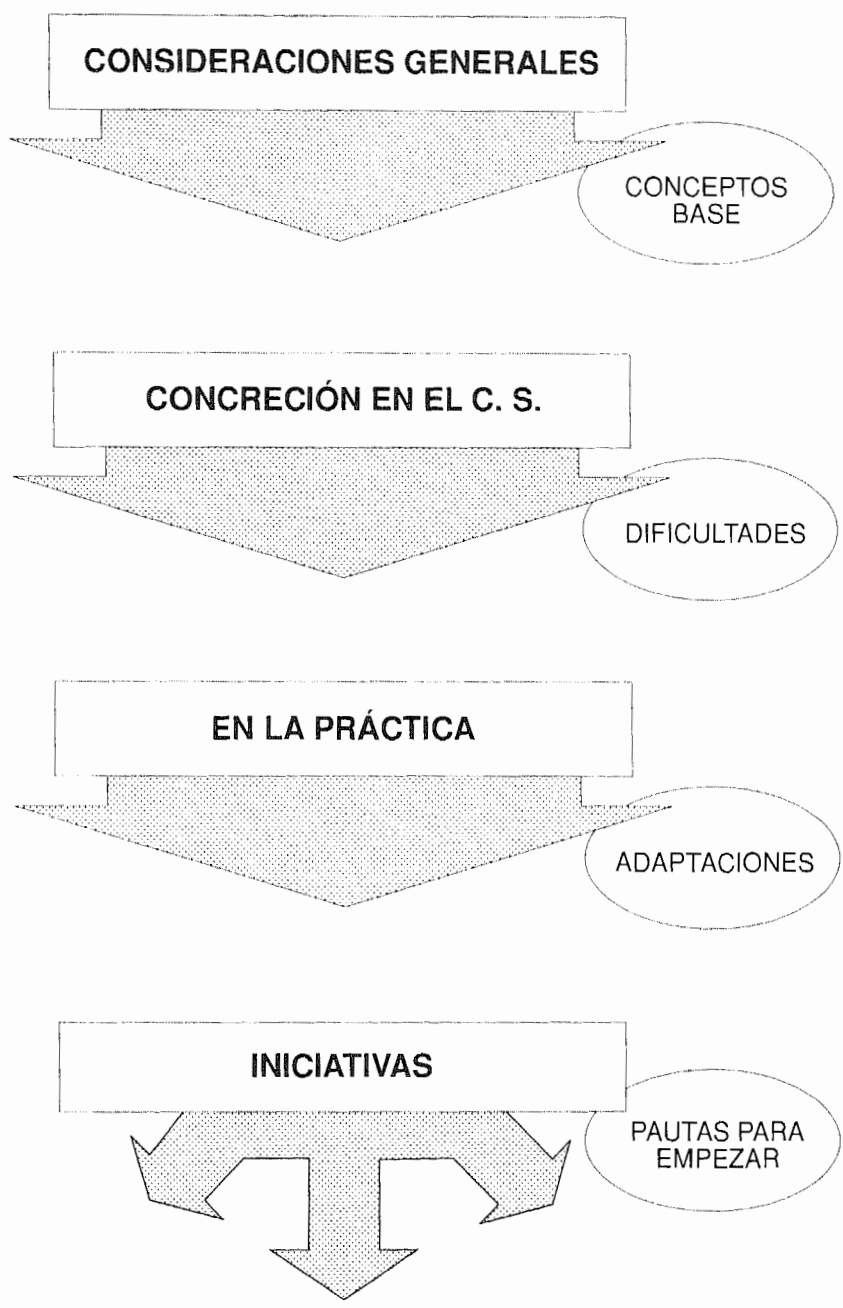 CONSIDERACIONES GENERALES
CONCEPTOS
BASE
CONCRECIÓN EN EL C. S.
DIFICULTADES
EN LA PRÁCTICA
ADAPTACIONES
INICIATIVAS
PAUTAS PARA
EMPEZAR